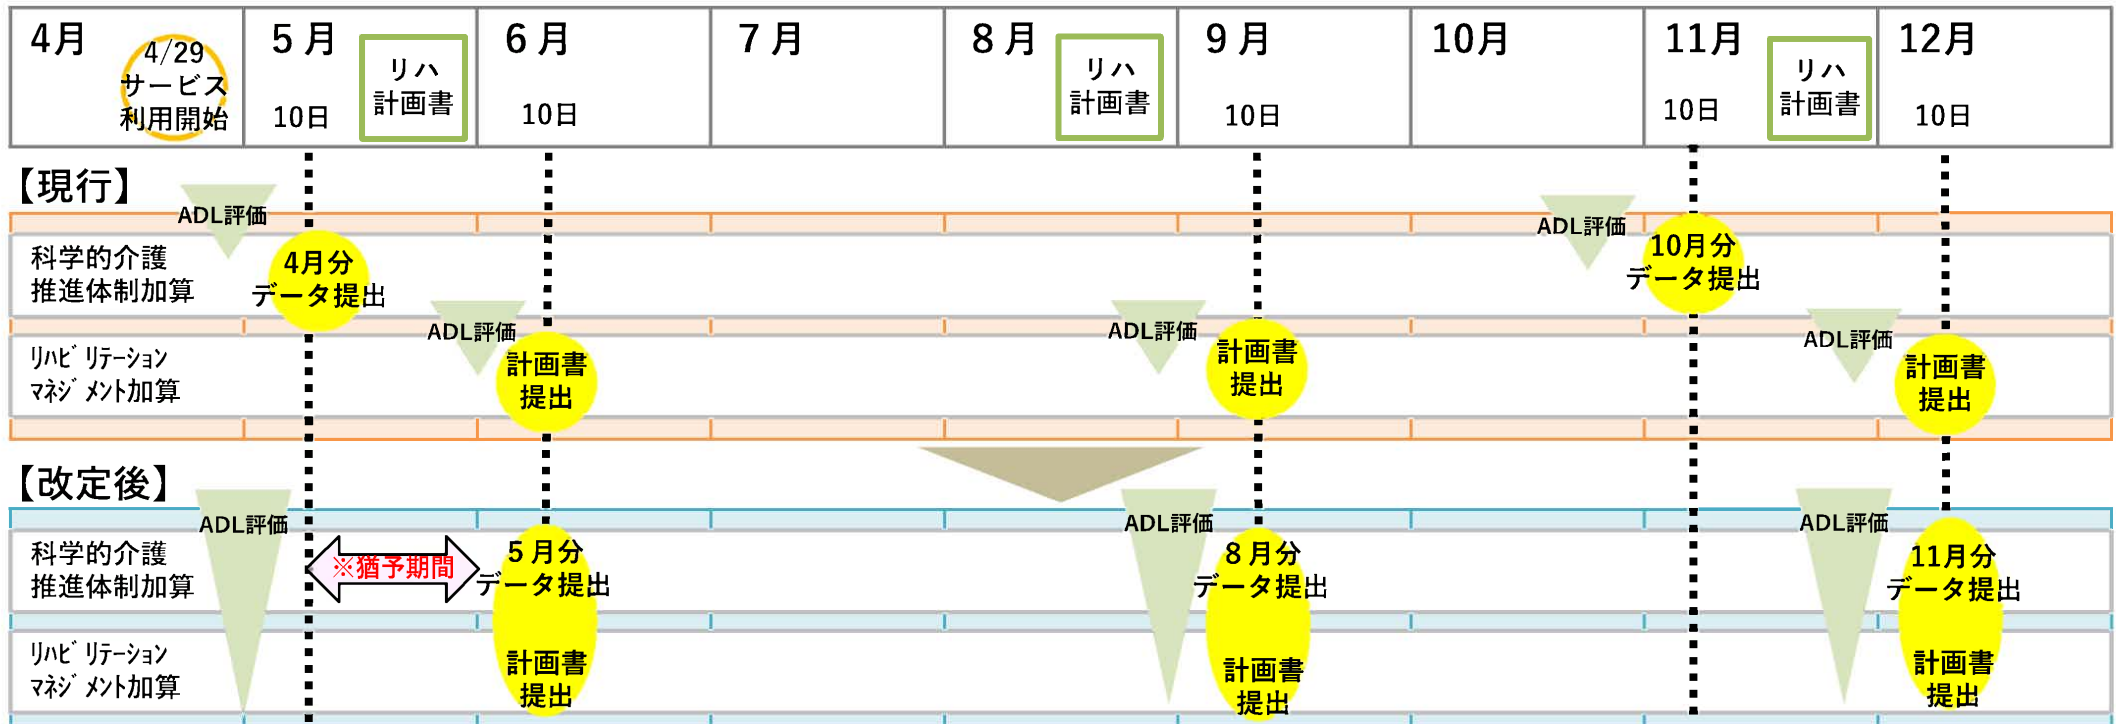 4月
4/29
サービス
利用開始
5月
10日
リハ
計画書
6月
10日
7月
8月
リハ
計画書
9月
10日
10月
11月
10日
リハ
計画書
12月
10日
【現行】
ADL評価
ADL評価
科学的介護
推進体制加算
4月分
データ提出
10月分
データ提出
ADL評価
ADL評価
ADL評価
リハビリテーション
マネジメント加算
計画書
提出
計画書
提出
計画書
提出
【改定後】
ADL評価
ADL評価
ADL評価
科学的介護
推進体制加算
※猶予期間
5月分
データ提出
8月分
データ提出
11月分
データ提出
リハビリテーション
マネジメント加算
計画書
提出
計画書
提出
計画書
提出